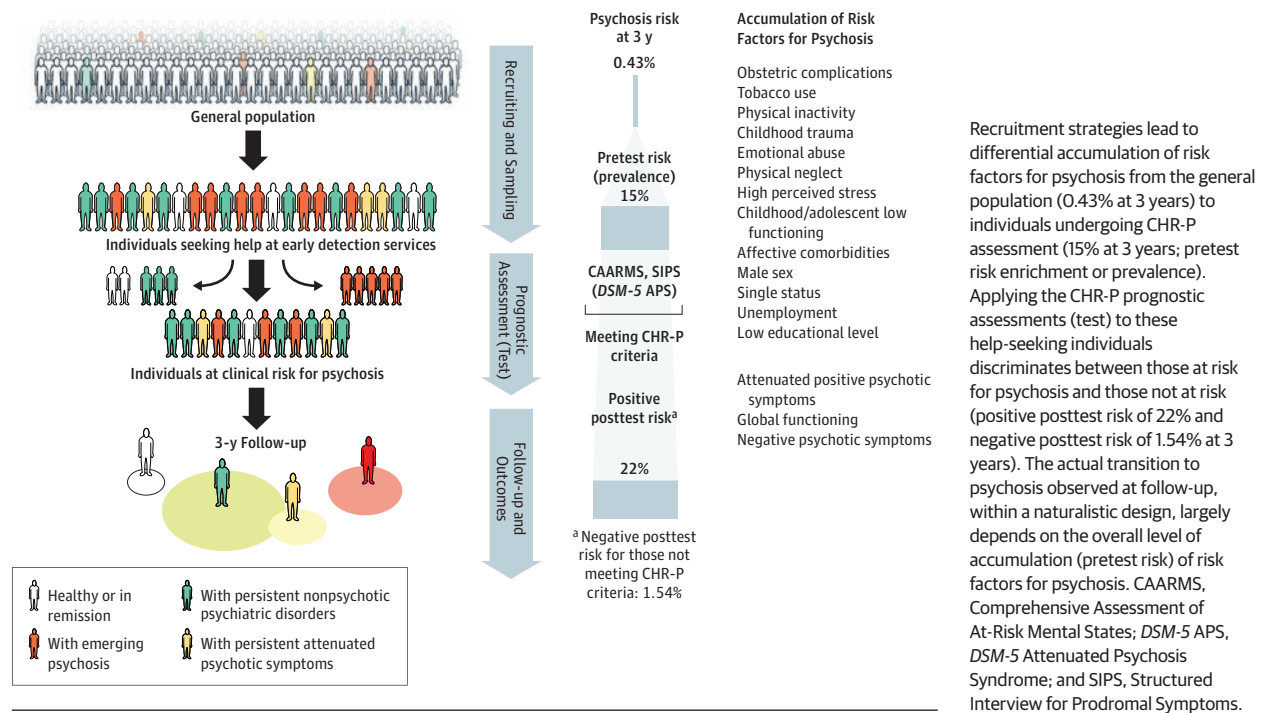 General population
Individuals seeking help at early detection services
Individuals at clinical risk for psychosis
3-y Follow-up
Healthy or in
remission
With persistent nonpsychotic
psychiatric disorders
With emerging
psychosis
With persistent attenuated
psychotic symptoms
Recruiting and Sampling
Prognostic
Assessment (Test)
Follow-up and
Outcomes
Psychosis risk
at 3 y
0.43%
Pretest risk
(prevalence)
15%
CAARMS, SIPS
(DSM-5 APS)
Meeting CHR-P
criteria
Positive
posttest riskᵃ
22%
ᵃ Negative posttest
risk for those not
meeting CHR-P
criteria: 1.54%
Accumulation of Risk
Factors for Psychosis
Obstetric complications
Tobacco use
Physical inactivity
Childhood trauma
Emotional abuse
Physical neglect
High perceived stress
Childhood/adolescent low
functioning
Affective comorbidities
Male sex
Single status
Unemployment
Low educational level
Attenuated positive psychotic
symptoms
Global functioning
Negative psychotic symptoms
Recruitment strategies lead to
differential accumulation of risk
factors for psychosis from the general
population (0.43% at 3 years) to
individuals undergoing CHR-P
assessment (15% at 3 years; pretest
risk enrichment or prevalence).
Applying the CHR-P prognostic
assessments (test) to these
help-seeking individuals
discriminates between those at risk
for psychosis and those not at risk
(positive posttest risk of 22% and
negative posttest risk of 1.54% at 3
years). The actual transition to
psychosis observed at follow-up,
within a naturalistic design, largely
depends on the overall level of
accumulation (pretest risk) of risk
factors for psychosis. CAARMS,
Comprehensive Assessment of
At-Risk Mental States; DSM-5 APS,
DSM-5 Attenuated Psychosis
Syndrome; and SIPS, Structured
Interview for Prodromal Symptoms.